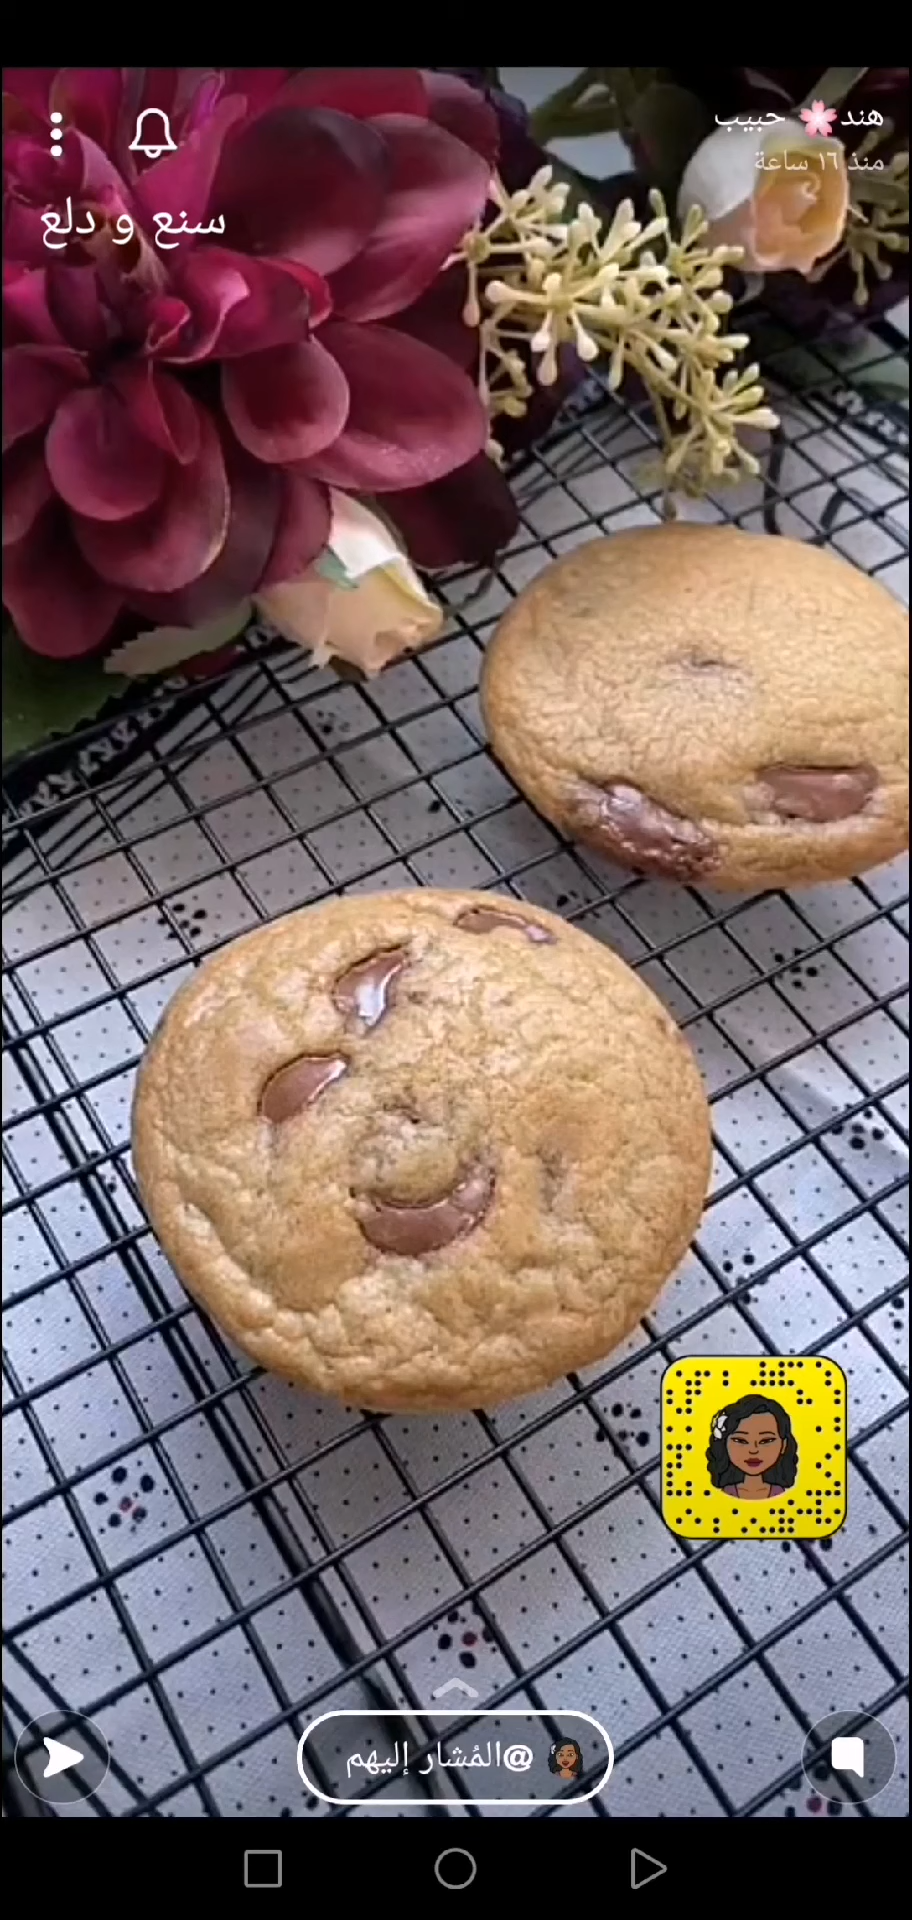 هند🌸 حبيب
منذ ١٦ ساعة
سنع و دلع
@المُشار إليهم